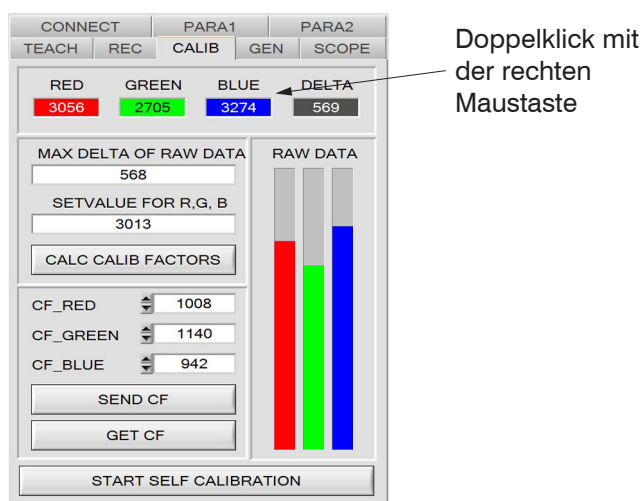 CONNECT PARA1 PARA2
TEACH REC CALIB GEN SCOPE
RED GREEN BLUE DELTA
3056 2705 3274 569
Doppelklick mit
der rechten
Maustaste
MAX DELTA OF RAW DATA
568
SETVALUE FOR R,G, B
3013
CALC CALIB FACTORS
RAW DATA
CF_RED 1008
CF_GREEN 1140
CF_BLUE 942
SEND CF
GET CF
START SELF CALIBRATION